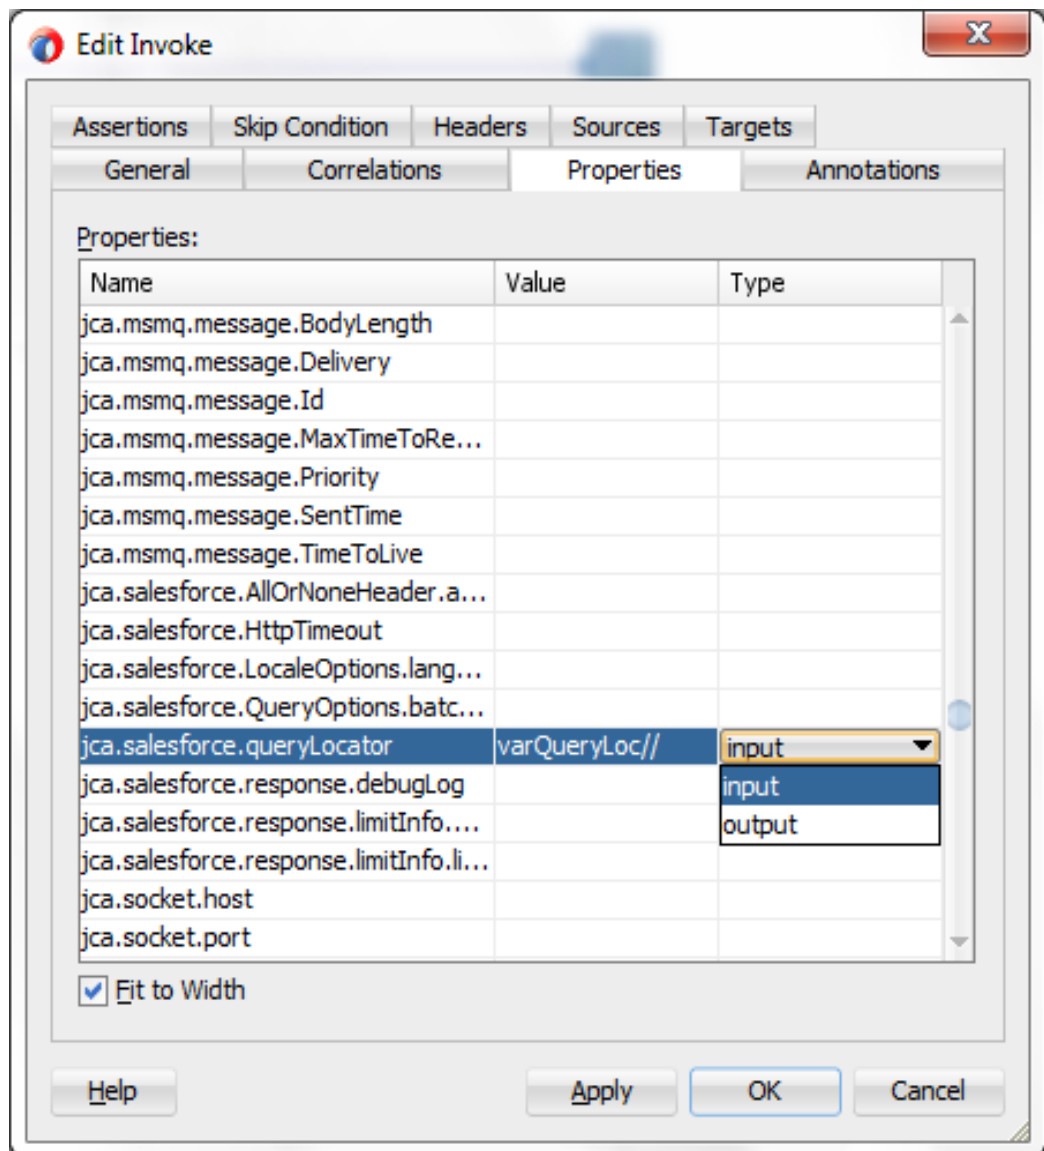 Edit Invoke
Assertions Skip Condition Headers Sources Targets
General Correlations Properties Annotations
Properties:
Name Value Type
jca.msmq.message.BodyLength
jca.msmq.message.Delivery
jca.msmq.message.Id
jca.msmq.message.MaxTimeToRe...
jca.msmq.message.Priority
jca.msmq.message.SentTime
jca.msmq.message.TimeToLive
jca.salesforce.AllOrNoneHeader.a...
jca.salesforce.HttpTimeout
jca.salesforce.LocaleOptions.lang...
jca.salesforce.QueryOptions.batc...
jca.salesforce.queryLocator varQueryLoc// input
jca.salesforce.response.debugLog input
jca.salesforce.response.limitInfo.... output
jca.salesforce.response.limitInfo.li...
jca.socket.host
jca.socket.port
Fit to Width
Help Apply OK Cancel